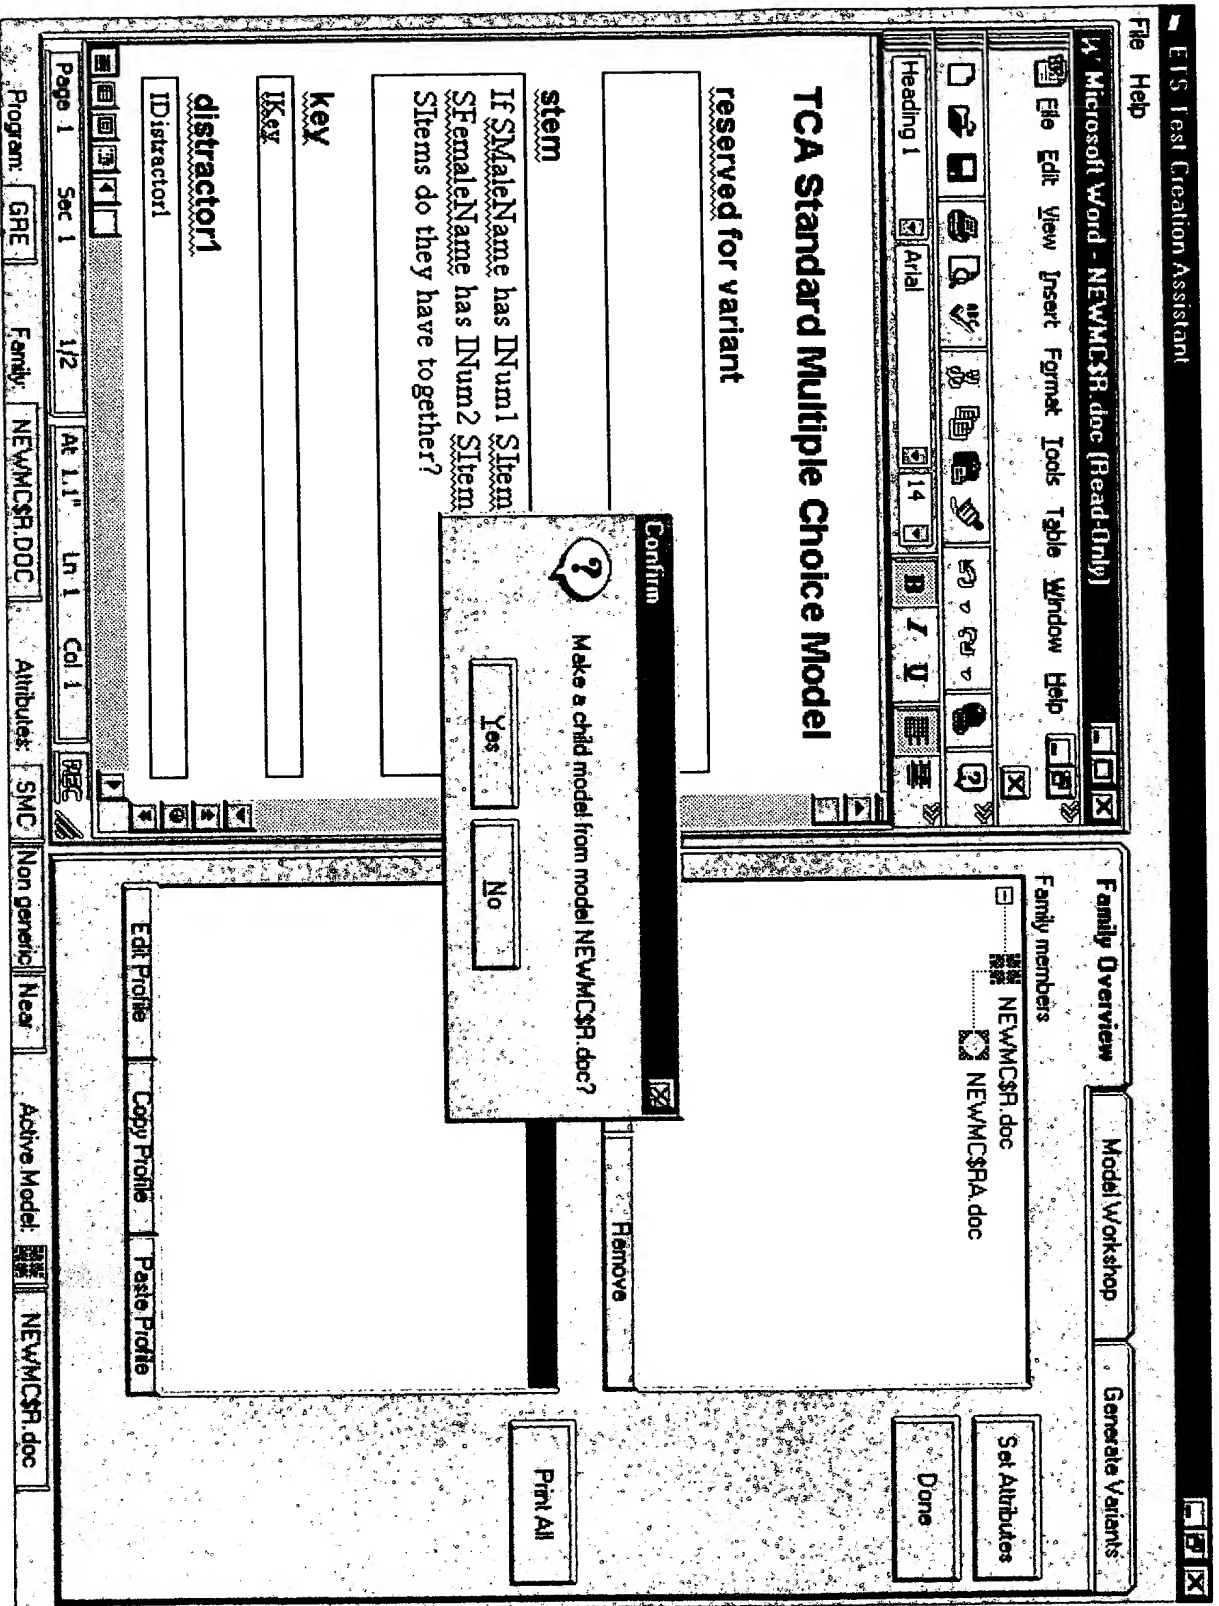 ETS Test Creation Assistant
File Help
Microsoft Word - NEWMC$R.doc (Read-Only)
File Edit View Insert Format Tools Table Window Help
ABC
Heading 1 Arial 14 B I U
TCA Standard Multiple Choice Model
reserved for variant
stem
If SMaleName has INum1 SItem
SFemaleName has INum2 SItem
SItems do they have together?
key
IKey
distractor1
IDistractor1
Page 1 Sec 1 1/2 At 1.1" Ln 1 Col 1 REC
Confirm
Make a child model from model NEWMC$R.doc?
Yes No
Family Overview Model Workshop Generate Variants
Family members
NEWMC$R.doc
NEWMC$RA.doc
Set Attributes
Done
Remove
Print All
Edit Profile Copy Profile Paste Profile
Program: GRE Family: NEWMC$R.DOC Attributes: SMC Non generic Near Active Model: NEWMC$R.doc